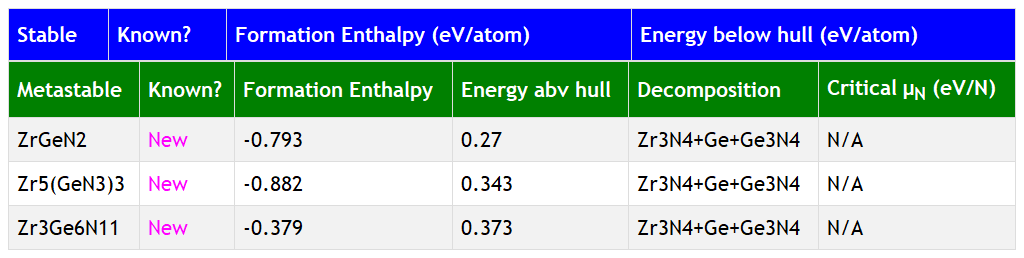 Stable Known? Formation Enthalpy (eV/atom) Energy below hull (eV/atom)
Metastable Known? Formation Enthalpy Energy abv hull Decomposition Critical μN (eV/N)
ZrGeN2 New -0.793 0.27 Zr3N4+Ge+Ge3N4 N/A
Zr5(GeN3)3 New -0.882 0.343 Zr3N4+Ge+Ge3N4 N/A
Zr3Ge6N11 New -0.379 0.373 Zr3N4+Ge+Ge3N4 N/A